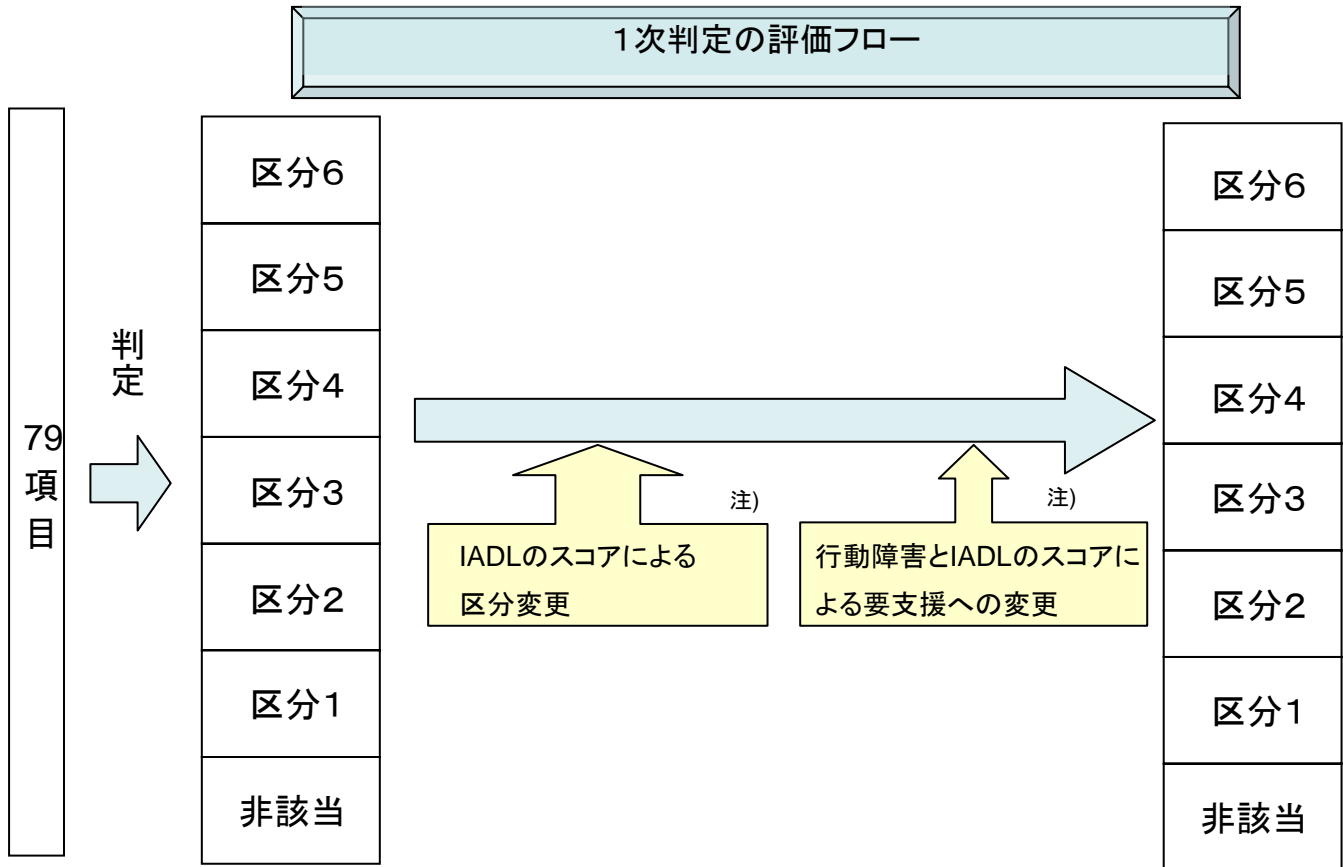 1次判定の評価フロー
79
項
目
判
定
区分6
区分5
区分4
区分3
区分2
区分1
非該当
注)
IADLのスコアによる
区分変更
注)
行動障害とIADLのスコアに
よる要支援への変更
区分6
区分5
区分4
区分3
区分2
区分1
非該当